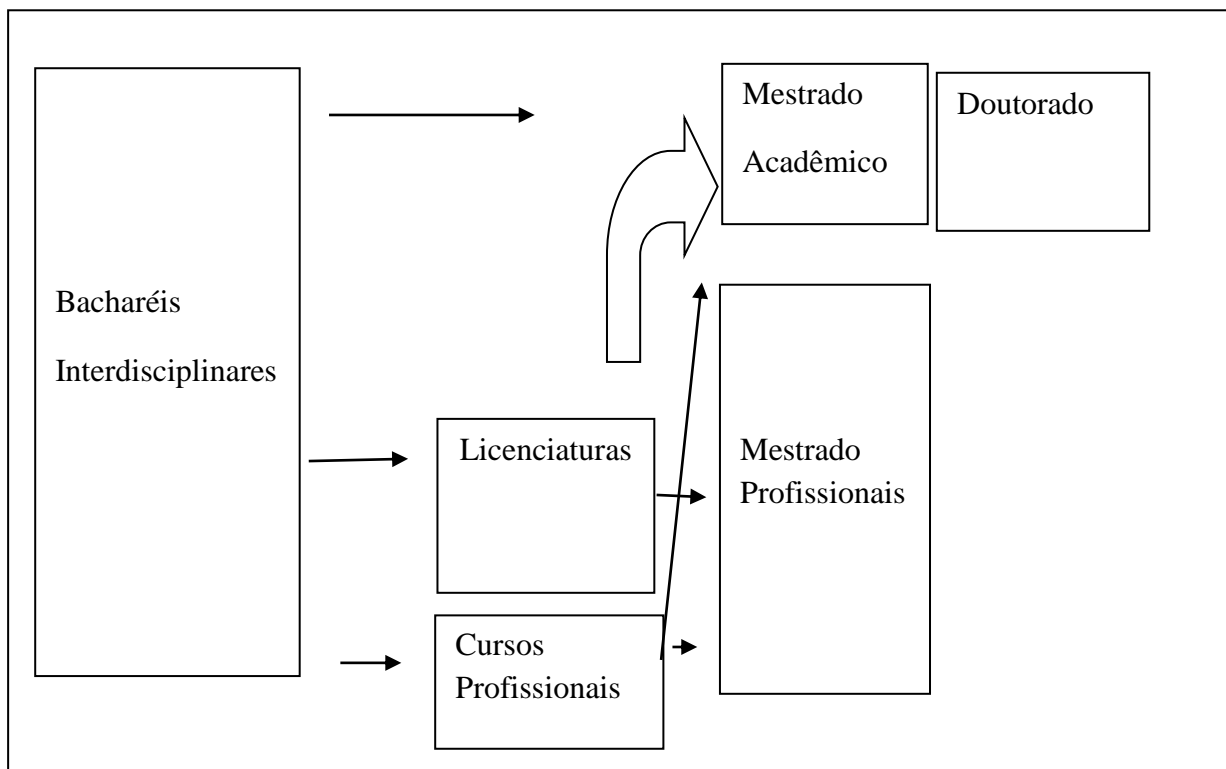 Bacharéis
Interdisciplinares
Mestrado
Acadêmico
Doutorado
Licenciaturas
Mestrado
Profissionais
Cursos
Profissionais